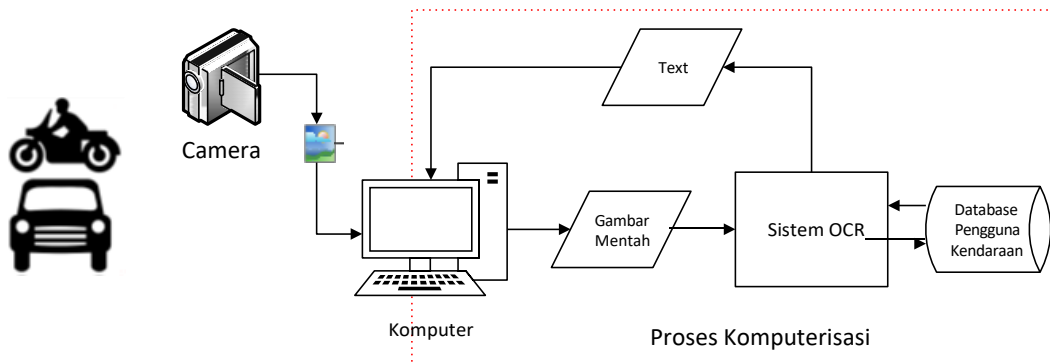 Text
Camera
Gambar
Mentah
Sistem OCR
Database
Pengguna
Kendaraan
Komputer
Proses Komputerisasi